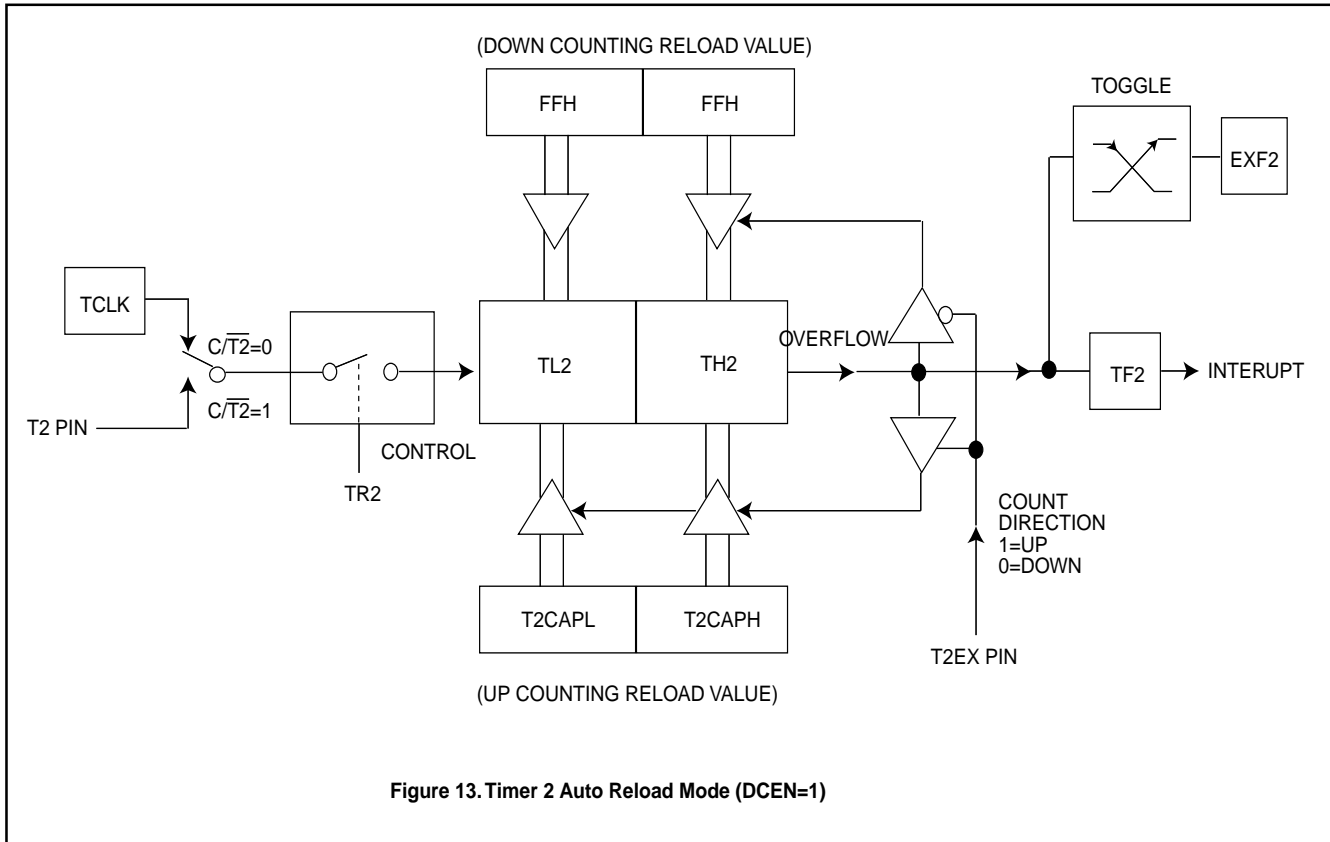 (DOWN COUNTING RELOAD VALUE)
FFH
FFH
TOGGLE
EXF2
TCLK
C/T2̅=0
OVERFLOW
TL2
TH2
TF2
INTERUPT
C/T2̅=1
T2 PIN
CONTROL
TR2
COUNT
DIRECTION
1=UP
0=DOWN
T2CAPL
T2CAPH
T2EX PIN
(UP COUNTING RELOAD VALUE)
Figure 13. Timer 2 Auto Reload Mode (DCEN=1)